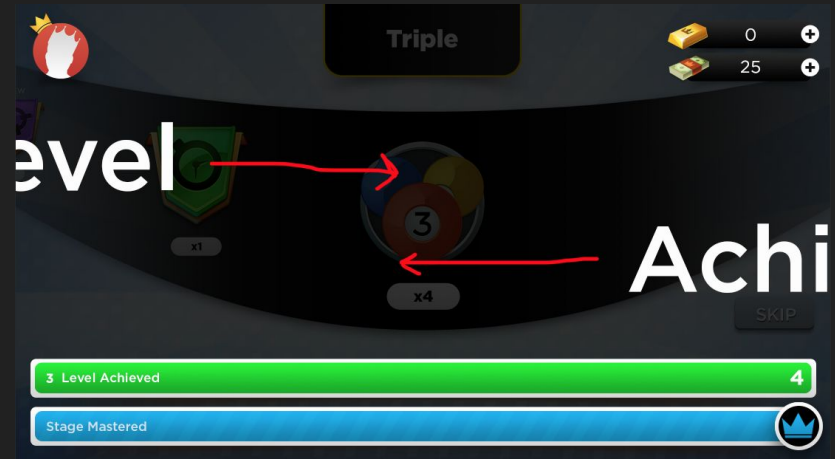 Triple
0
25
evel
x1
3
x4
Achi
SKIP
3 Level Achieved
4
Stage Mastered